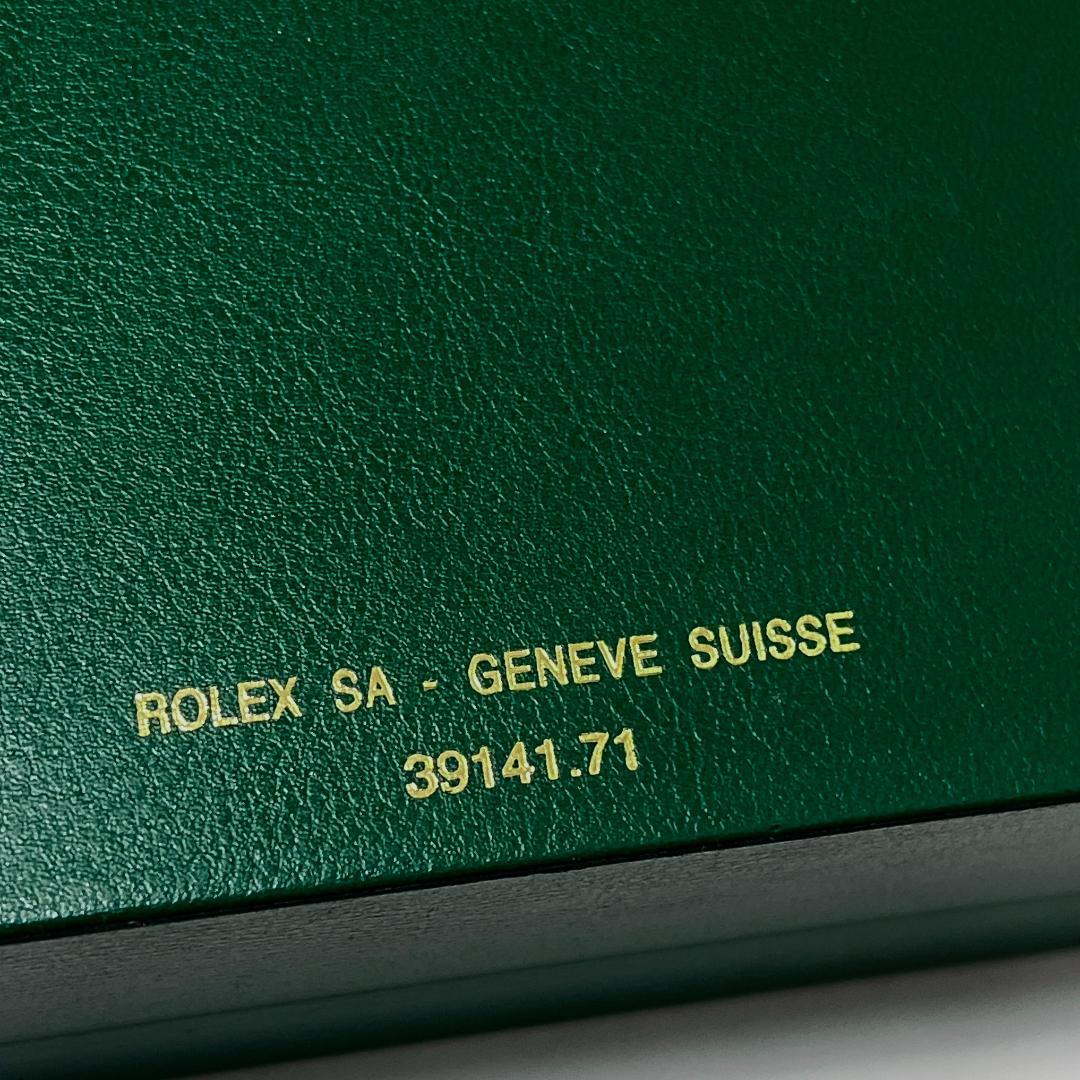 ROLEX SA - GENEVE SUISSE
39141.71